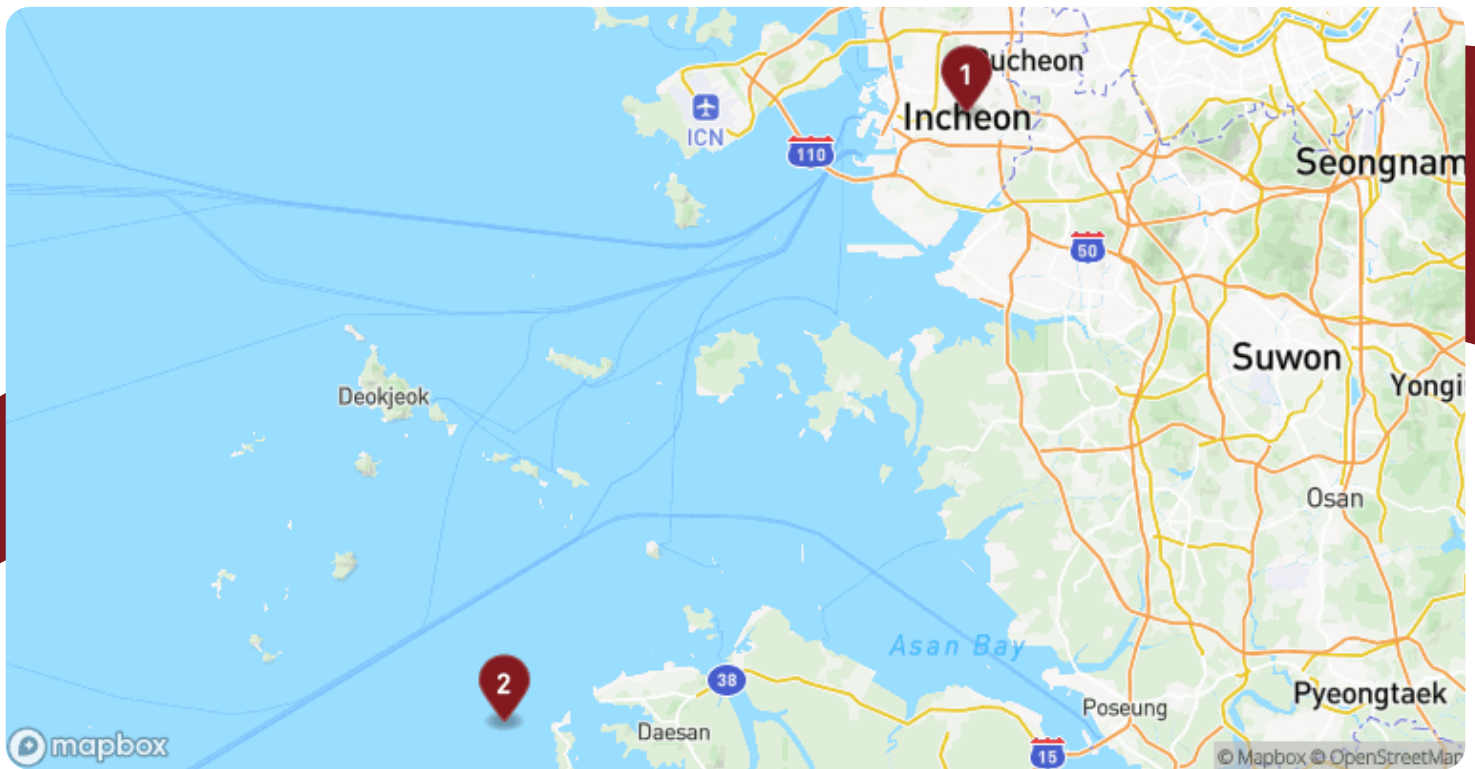 1
Bucheon
Incheon
ICN
110
Seongnam
50
Suwon
Deokjeok
Yongi
Osan
Asan Bay
2
38
Daesan
Poseung
Pyeongtaek
15
mapbox
© Mapbox © OpenStreetMap